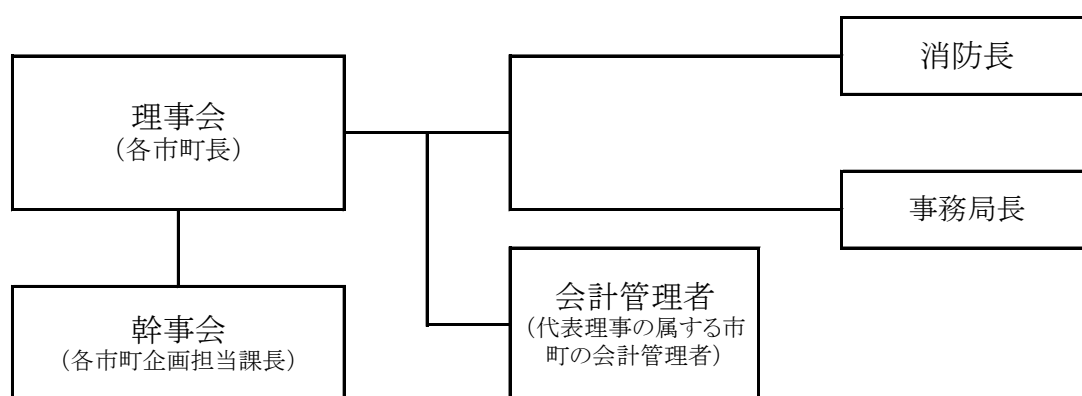 消防長
理事会
（各市町長）
事務局長
幹事会
（各市町企画担当課長）
会計管理者
（代表理事の属する市
町の会計管理者）